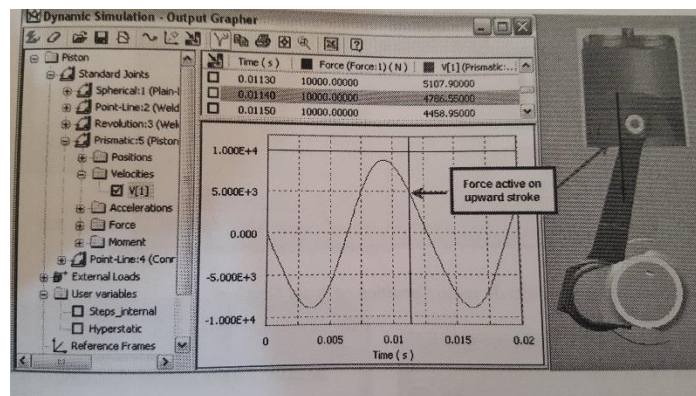 Dynamic Simulation - Output Grapher
Piston
Standard Joints
Spherical:1 (Plain-l
Point-Line:2 (Weld
Revolution:3 (Wek
Prismatic:5 (Piston
Positions
Velocities
V[1]
Accelerations
Force
Moment
Point-Line:4 (Conr
External Loads
User variables
Steps_internal
Hyperstatic
Reference Frames
Time ( s ) Force (Force:1) ( N ) V[1] (Prismatic:...
0.01130 10000.00000 5107.90000
0.01140 10000.00000 4786.55000
0.01150 10000.00000 4458.95000
1.000E+4
5.000E+3
0.000
-5.000E+3
-1.000E+4
0 0.005 0.01 0.015 0.02
Time ( s )
Force active on
upward stroke